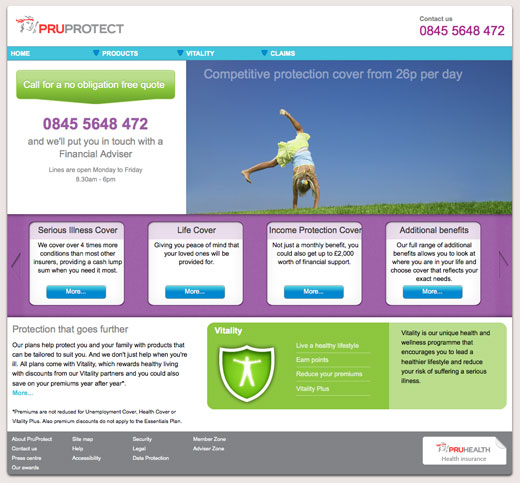 PRUPROTECT
Contact us
0845 5648 472
HOME
PRODUCTS
VITALITY
CLAIMS
Call for a no obligation free quote
0845 5648 472
and we'll put you in touch with a
Financial Adviser
Lines are open Monday to Friday
8.30am - 6pm
Competitive protection cover from 26p per day
Serious Illness Cover
We cover over 4 times more
conditions than most other
insurers, providing a cash lump
sum when you need it most.
More...
Life Cover
Giving you peace of mind that
your loved ones will be
provided for.
More...
Income Protection Cover
Not just a monthly benefit, you
could also get up to £2,000
worth of financial support.
More...
Additional benefits
Our full range of additional
benefits allows you to look at
where you are in your life and
choose cover that reflects your
exact needs.
More...
Protection that goes further
Our plans help protect you and your family with products
that can be tailored to suit you. And we don't just help when you're
ill. All plans come with Vitality, which rewards healthy living
with discounts from our Vitality partners and you could also
save on your premiums year after year*.
More...
*Premiums are not reduced for Unemployment Cover, Health Cover or
Vitality Plus. Also premium discounts do not apply to the Essentials Plan.
Vitality
Live a healthy lifestyle
Earn points
Reduce your premiums
Vitality Plus
Vitality is our unique health and
wellness programme that
encourages you to lead a
healthier lifestyle and reduce
your risk of suffering a serious
illness.
About PruProtect
Contact us
Press centre
Our awards
Site map
Help
Accessibility
Security
Legal
Data Protection
Member Zone
Adviser Zone
PRUHEALTH
Health insurance